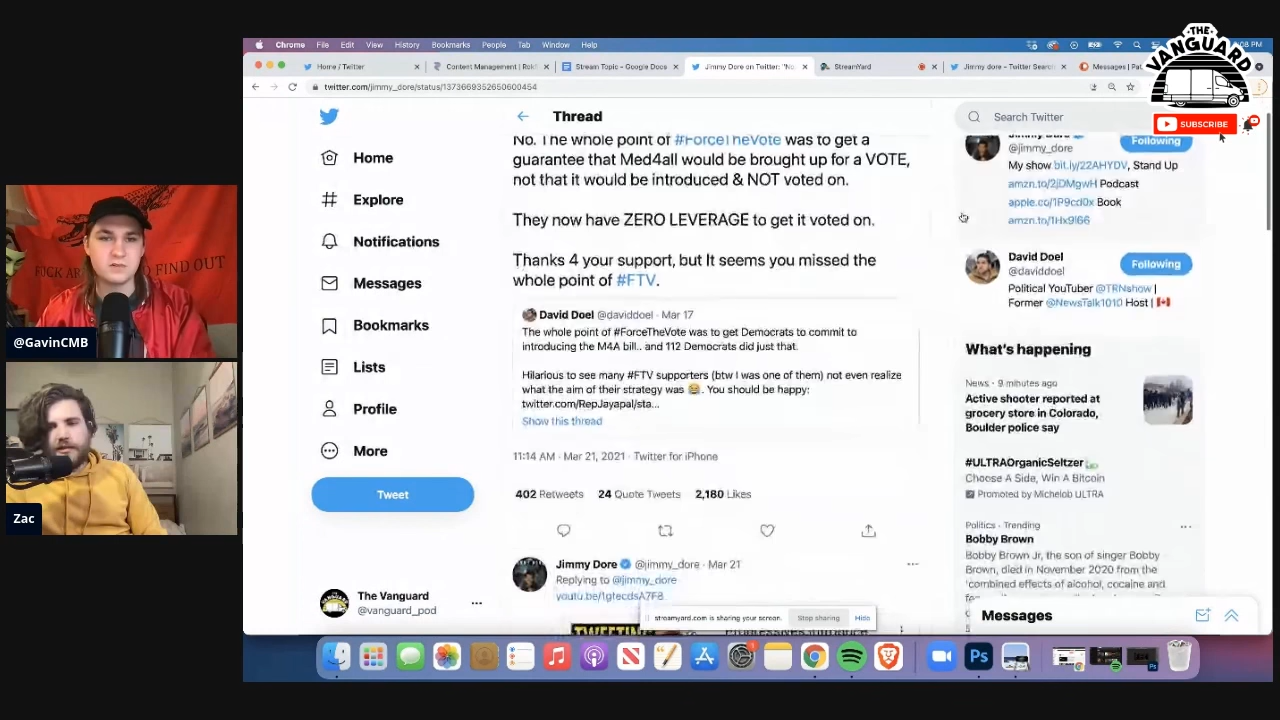 THE
VANGUARD
SUBSCRIBE
Chrome File Edit View History Bookmarks People Tab Window Help
Home / Twitter
Content Management | Rok
Stream Topic - Google Docs
Jimmy Dore on Twitter: "No
StreamYard
Jimmy dore - Twitter Search
Messages | Pat
twitter.com/jimmy_dore/status/1373669352650600454
Thread
Search Twitter
Home
Explore
Notifications
Messages
Bookmarks
Lists
Profile
More
Tweet
The Vanguard
@vanguard_pod
No. The whole point of #ForceTheVote was to get a
guarantee that Med4all would be brought up for a VOTE,
not that it would be introduced & NOT voted on.
They now have ZERO LEVERAGE to get it voted on.
Thanks 4 your support, but It seems you missed the
whole point of #FTV.
David Doel @daviddoel · Mar 17
The whole point of #ForceTheVote was to get Democrats to commit to
introducing the M4A bill.. and 112 Democrats did just that.
Hilarious to see many #FTV supporters (btw I was one of them) not even realize
what the aim of their strategy was 😂. You should be happy:
twitter.com/RepJayapal/sta...
Show this thread
11:14 AM · Mar 21, 2021 · Twitter for iPhone
402 Retweets 24 Quote Tweets 2,180 Likes
Jimmy Dore @jimmy_dore · Mar 21
Replying to @jimmy_dore
youtu.be/1gtecdsA7F8
TWEETING
streamyard.com is sharing your screen.
Stop sharing
Hide
Jimmy Dore
@jimmy_dore
Following
My show bit.ly/22AHYDV, Stand Up
amzn.to/2jDMgwH Podcast
apple.co/1P9cd0x Book
amzn.to/1Hx9!66
David Doel
@daviddoel
Following
Political YouTuber @TRNshow |
Former @NewsTalk1010 Host |
What's happening
News · 9 minutes ago
Active shooter reported at
grocery store in Colorado,
Boulder police say
#ULTRAOrganicSeltzer
Choose A Side, Win A Bitcoin
Promoted by Michelob ULTRA
Politics · Trending
Bobby Brown
Bobby Brown Jr, the son of singer Bobby
Brown, died in November 2020 from the
'combined effects of alcohol, cocaine and
Messages
FUCK AR
D FIND OUT
@GavinCMB
Zac
Ps